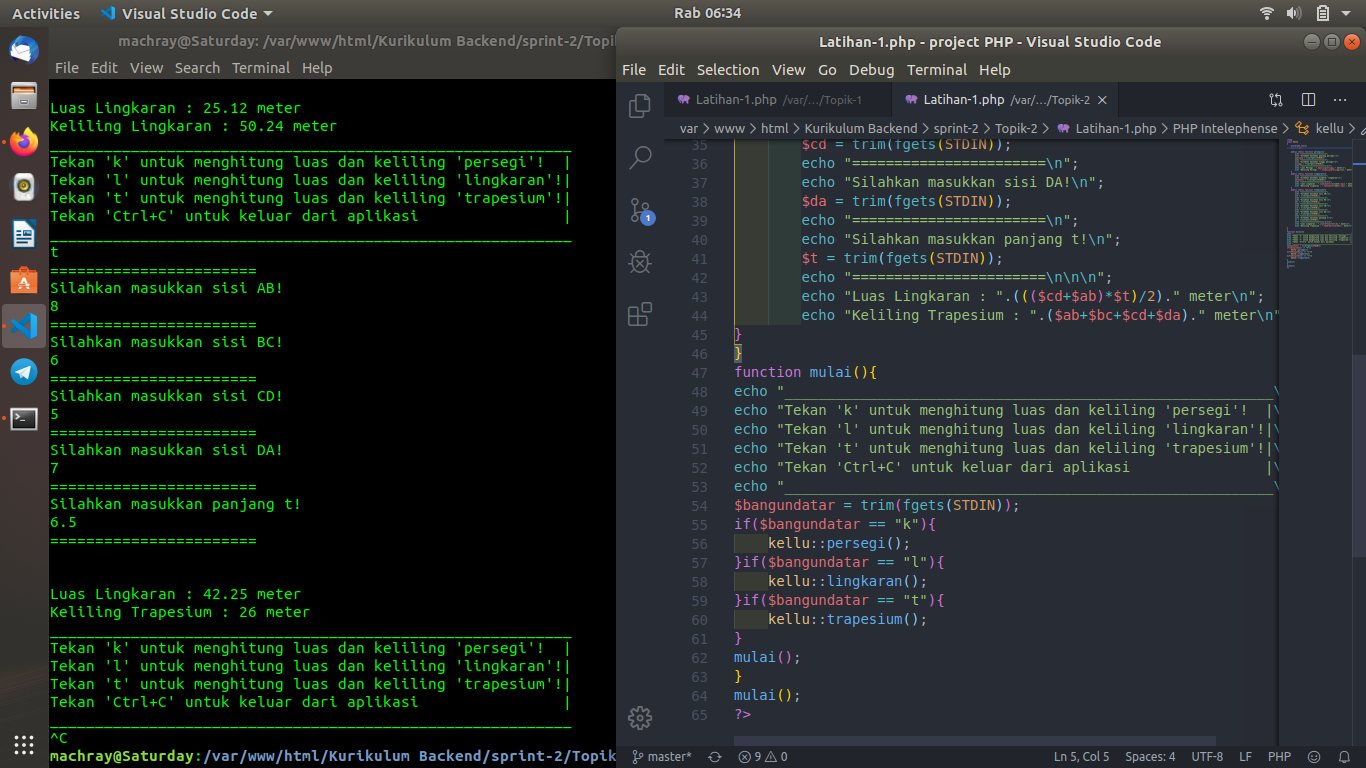 Activities
Visual Studio Code
Rab 06:34
machray@Saturday: /var/www/html/Kurikulum Backend/sprint-2/Topi
File Edit View Search Terminal Help
Luas Lingkaran : 25.12 meter
Keliling Lingkaran : 50.24 meter
__________________________________________________________
Tekan 'k' untuk menghitung luas dan keliling 'persegi'!  |
Tekan 'l' untuk menghitung luas dan keliling 'lingkaran'!|
Tekan 't' untuk menghitung luas dan keliling 'trapesium'!|
Tekan 'Ctrl+C' untuk keluar dari aplikasi                |
__________________________________________________________
t
=======================
Silahkan masukkan sisi AB!
8
=======================
Silahkan masukkan sisi BC!
6
=======================
Silahkan masukkan sisi CD!
5
=======================
Silahkan masukkan sisi DA!
7
=======================
Silahkan masukkan panjang t!
6.5
=======================
Luas Lingkaran : 42.25 meter
Keliling Trapesium : 26 meter
__________________________________________________________
Tekan 'k' untuk menghitung luas dan keliling 'persegi'!  |
Tekan 'l' untuk menghitung luas dan keliling 'lingkaran'!|
Tekan 't' untuk menghitung luas dan keliling 'trapesium'!|
Tekan 'Ctrl+C' untuk keluar dari aplikasi                |
__________________________________________________________
^C
machray@Saturday:/var/www/html/Kurikulum Backend/sprint-2/Topik
Latihan-1.php - project PHP - Visual Studio Code
File Edit Selection View Go Debug Terminal Help
Latihan-1.php /var/.../Topik-1
Latihan-1.php /var/.../Topik-2
var > www > html > Kurikulum Backend > sprint-2 > Topik-2 > Latihan-1.php > PHP Intelephense > kellu >
1
35 $cd = trim(fgets(STDIN));
36 echo "=======================\n";
37 echo "Silahkan masukkan sisi DA!\n";
38 $da = trim(fgets(STDIN));
39 echo "=======================\n";
40 echo "Silahkan masukkan panjang t!\n";
41 $t = trim(fgets(STDIN));
42 echo "=======================\n\n\n";
43 echo "Luas Lingkaran : ".((($cd+$ab)*$t)/2)." meter\n";
44 echo "Keliling Trapesium : ".($ab+$bc+$cd+$da)." meter\n"
45 }
46 }
47 function mulai(){
48 echo "__________________________________________________________\
49 echo "Tekan 'k' untuk menghitung luas dan keliling 'persegi'!  |\
50 echo "Tekan 'l' untuk menghitung luas dan keliling 'lingkaran'!|\
51 echo "Tekan 't' untuk menghitung luas dan keliling 'trapesium'!|\
52 echo "Tekan 'Ctrl+C' untuk keluar dari aplikasi                |\
53 echo "__________________________________________________________\
54 $bangundatar = trim(fgets(STDIN));
55 if($bangundatar == "k"){
56 kellu::persegi();
57 }if($bangundatar == "l"){
58 kellu::lingkaran();
59 }if($bangundatar == "t"){
60 kellu::trapesium();
61 }
62 mulai();
63 }
64 mulai();
65 ?>
master*
9 0
Ln 5, Col 5
Spaces: 4
UTF-8
LF
PHP